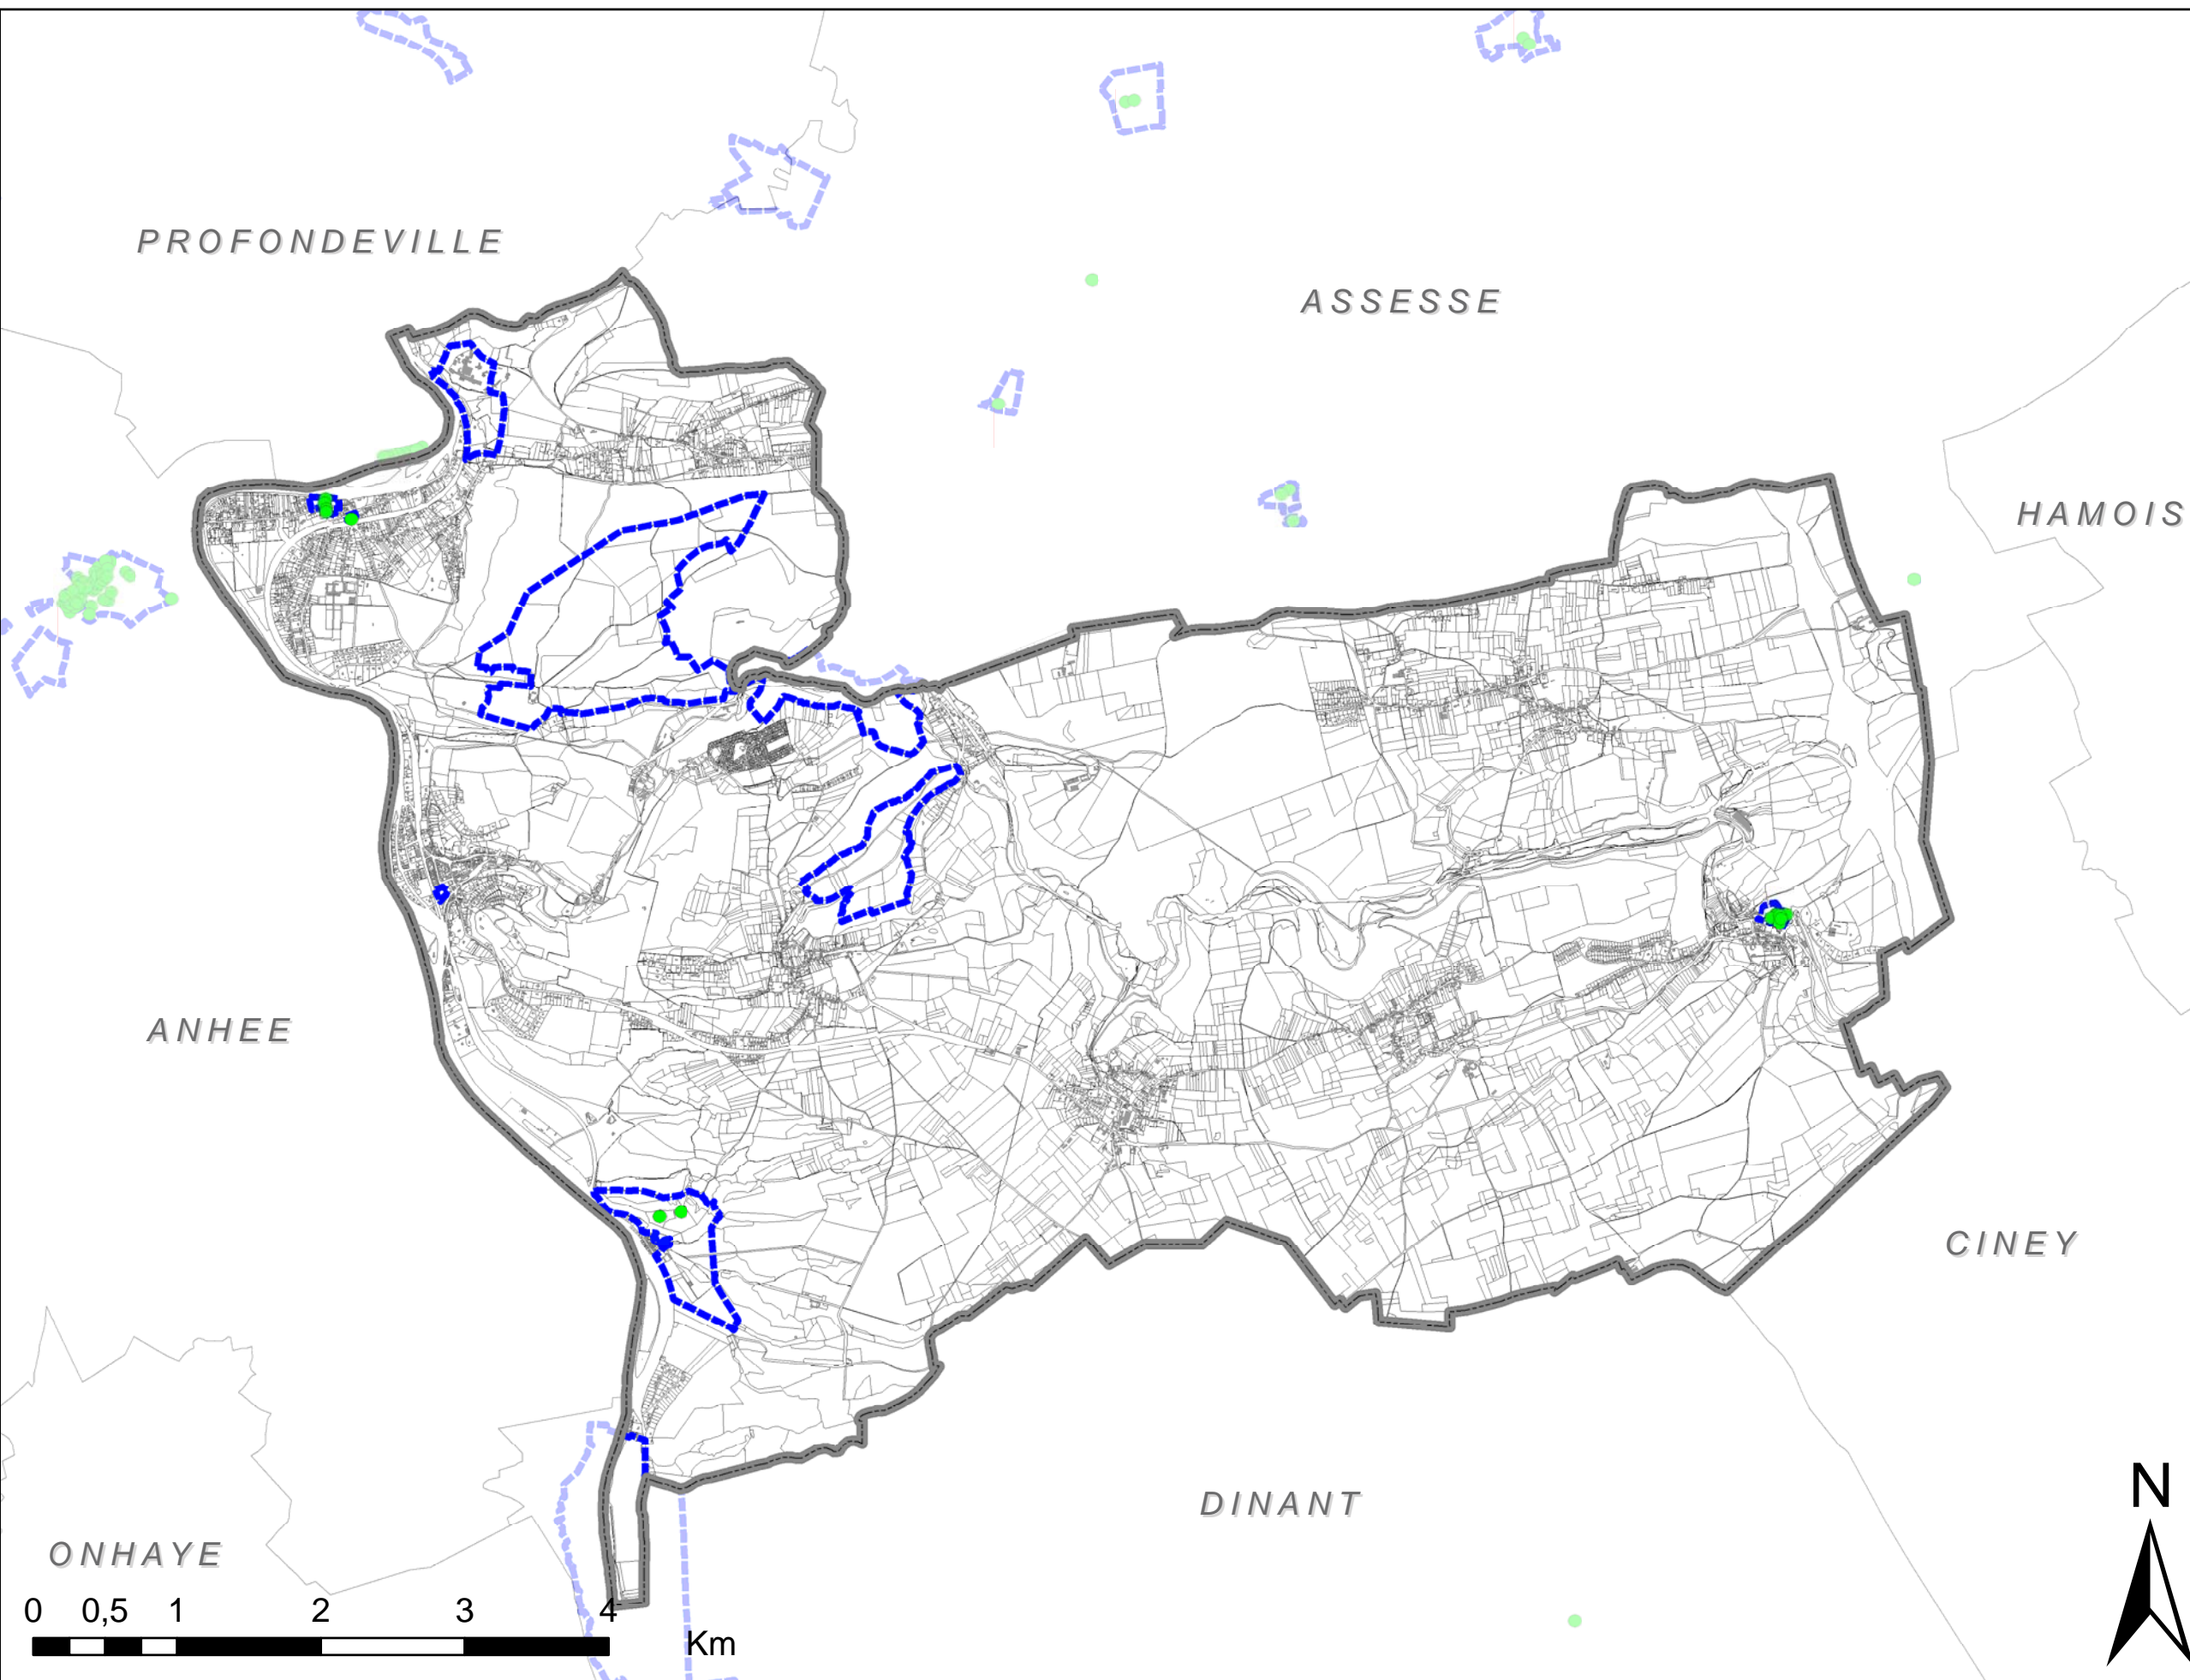 PROFONDEVILLE
ASSESSE
HAMOIS
ANHEE
CINEY
N
DINANT
ONHAYE
0 0,5 1 2 3 4
Km